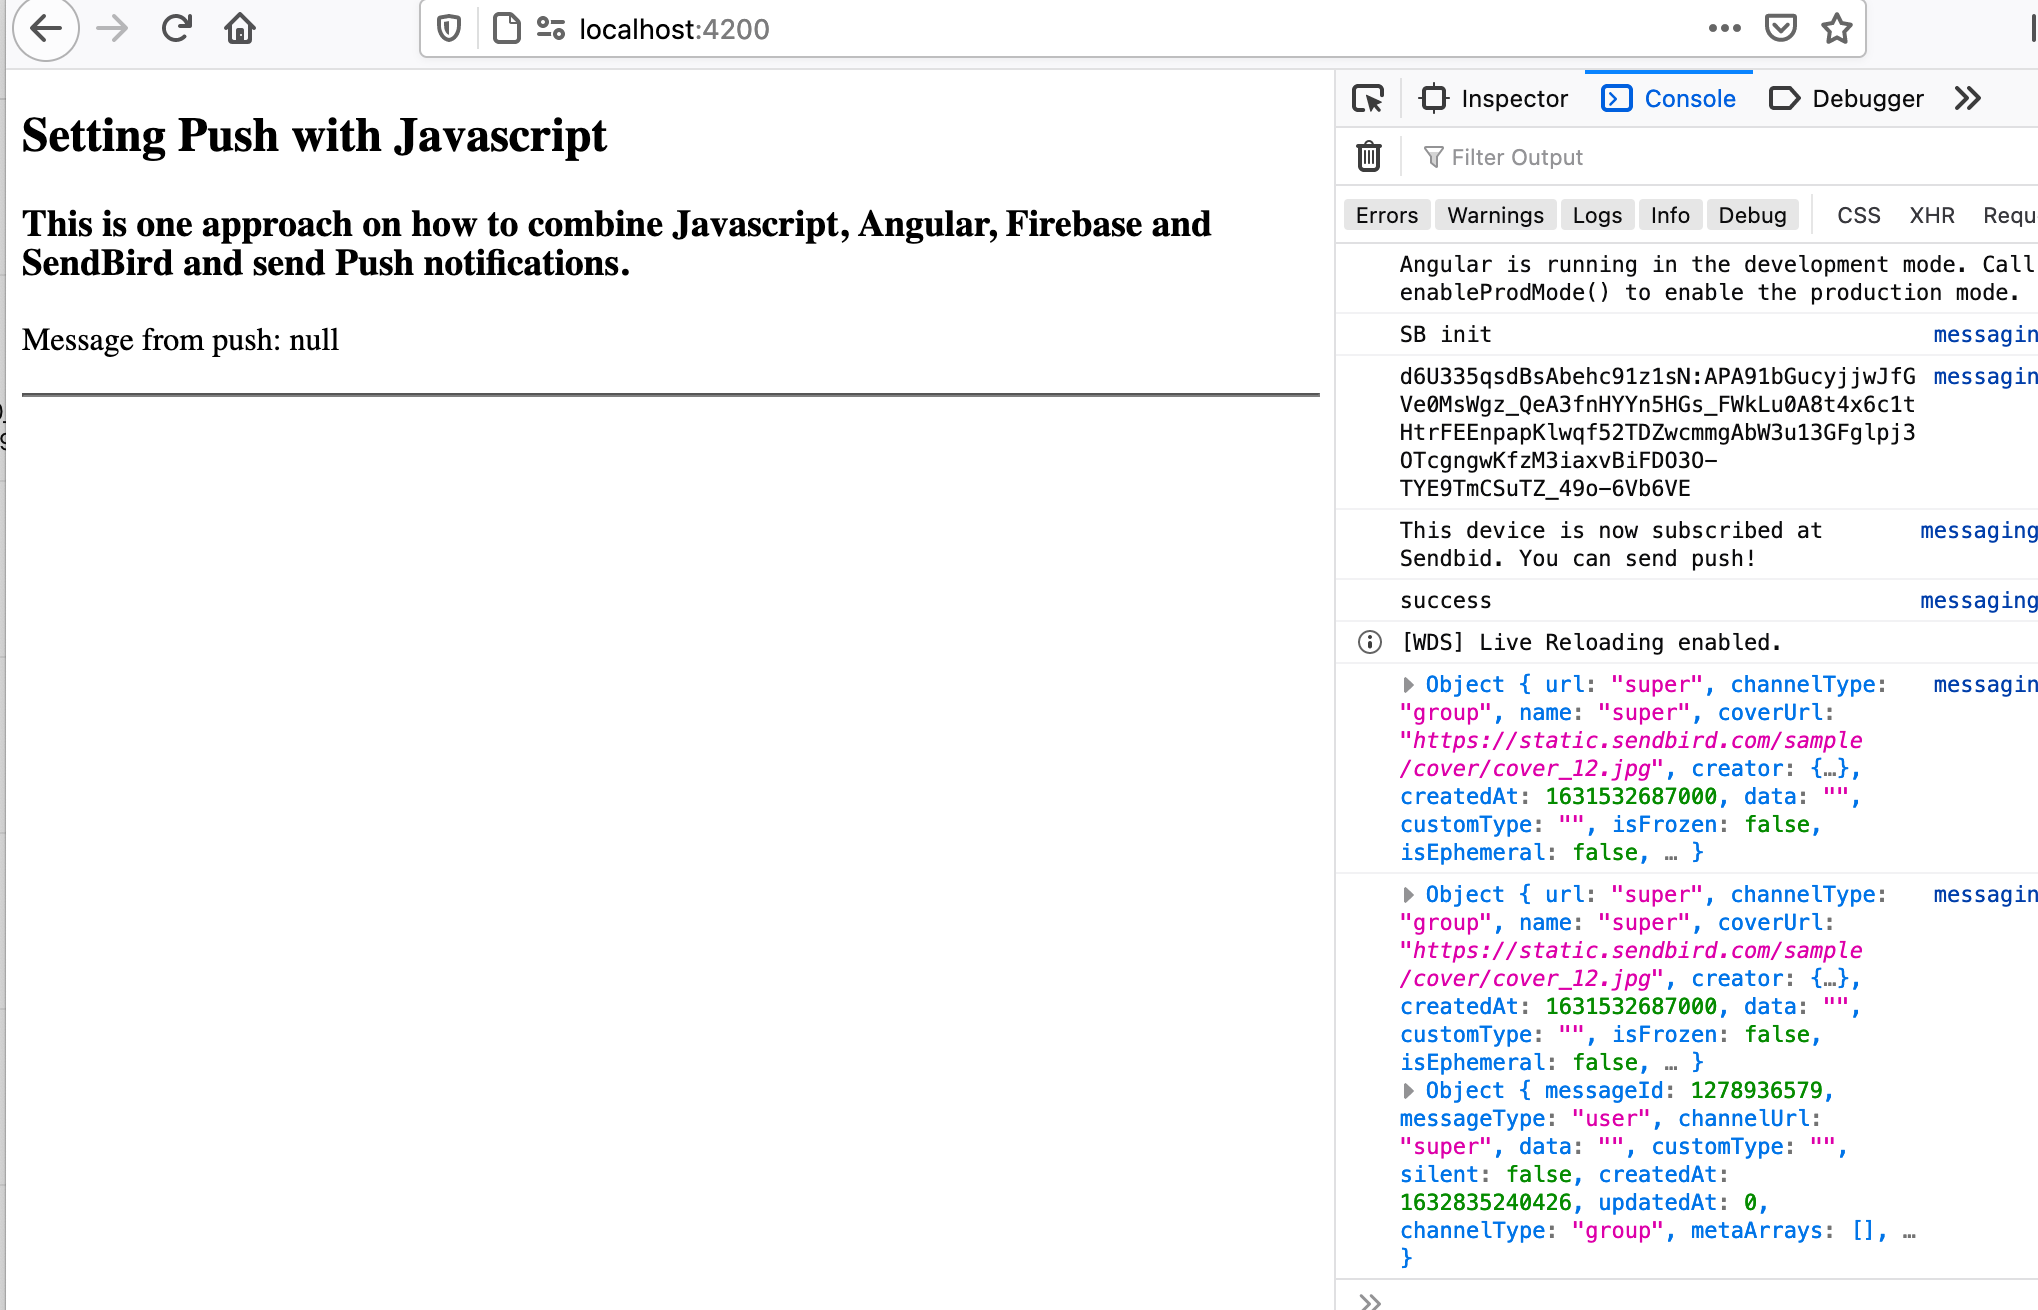 localhost:4200
Setting Push with Javascript
This is one approach on how to combine Javascript, Angular, Firebase and
SendBird and send Push notifications.
Message from push: null
Inspector Console Debugger
Filter Output
Errors Warnings Logs Info Debug CSS XHR Requ
Angular is running in the development mode. Call
enableProdMode() to enable the production mode.
SB init messagin
d6U335qsdBsAbehc91z1sN:APA91bGucyjjwJfG messagin
Ve0MsWgz_QeA3fnHYYn5HGs_FWkLu0A8t4x6c1t
HtrFEEnpapKlwqf52TDZwcmmgAbW3u13GFglpj3
OTcgngwKfzM3iaxvBiFDO3O-
TYE9TmCSuTZ_49o-6Vb6VE
This device is now subscribed at messaging
Sendbid. You can send push!
success messaging
[WDS] Live Reloading enabled.
Object { url: "super", channelType: messagin
"group", name: "super", coverUrl:
"https://static.sendbird.com/sample
/cover/cover_12.jpg", creator: {…},
createdAt: 1631532687000, data: "",
customType: "", isFrozen: false,
isEphemeral: false, … }
Object { url: "super", channelType: messagin
"group", name: "super", coverUrl:
"https://static.sendbird.com/sample
/cover/cover_12.jpg", creator: {…},
createdAt: 1631532687000, data: "",
customType: "", isFrozen: false,
isEphemeral: false, … }
Object { messageId: 1278936579,
messageType: "user", channelUrl:
"super", data: "", customType: "",
silent: false, createdAt:
1632835240426, updatedAt: 0,
channelType: "group", metaArrays: [], …
}